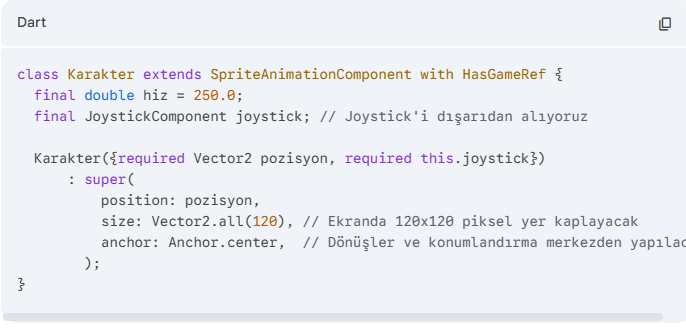 Dart
class Karakter extends SpriteAnimationComponent with HasGameRef {
  final double hiz = 250.0;
  final JoystickComponent joystick; // Joystick'i dışarıdan alıyoruz

  Karakter({required Vector2 pozisyon, required this.joystick})
      : super(
          position: pozisyon,
          size: Vector2.all(120), // Ekranda 120x120 piksel yer kaplayacak
          anchor: Anchor.center,  // Dönüşler ve konumlandırma merkezden
        );
}